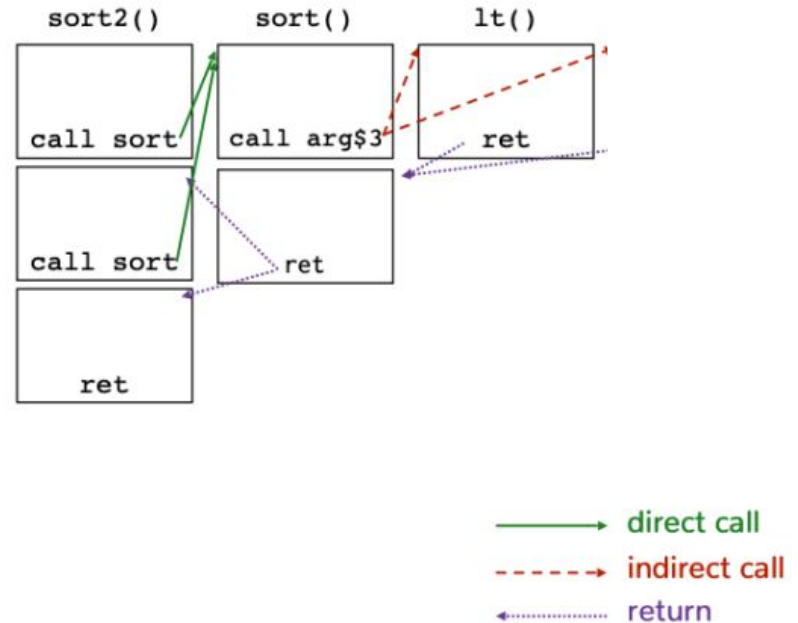 sort2() sort() lt()
call sort call arg$3 ret
call sort ret
ret
direct call
indirect call
return